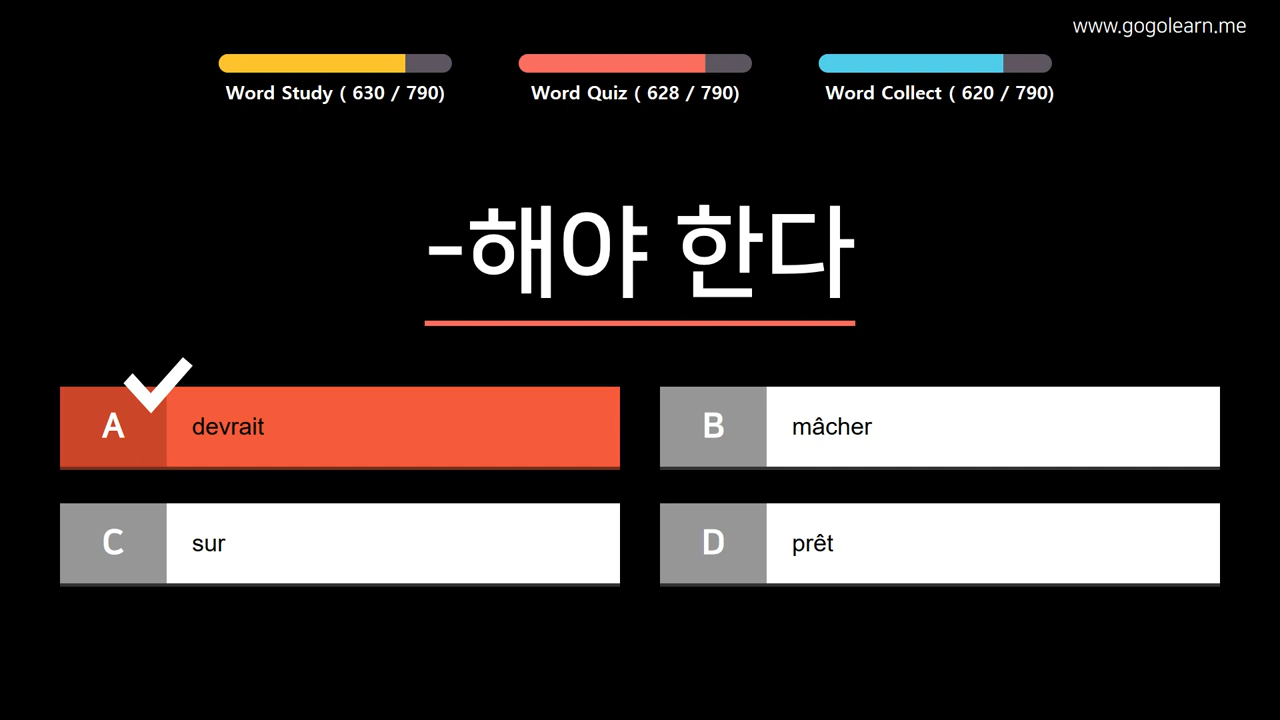 www.gogolearn.me
Word Study ( 630 / 790)
Word Quiz ( 628 / 790)
Word Collect ( 620 / 790)
-해야 한다
A
devrait
B
mâcher
C
sur
D
prêt